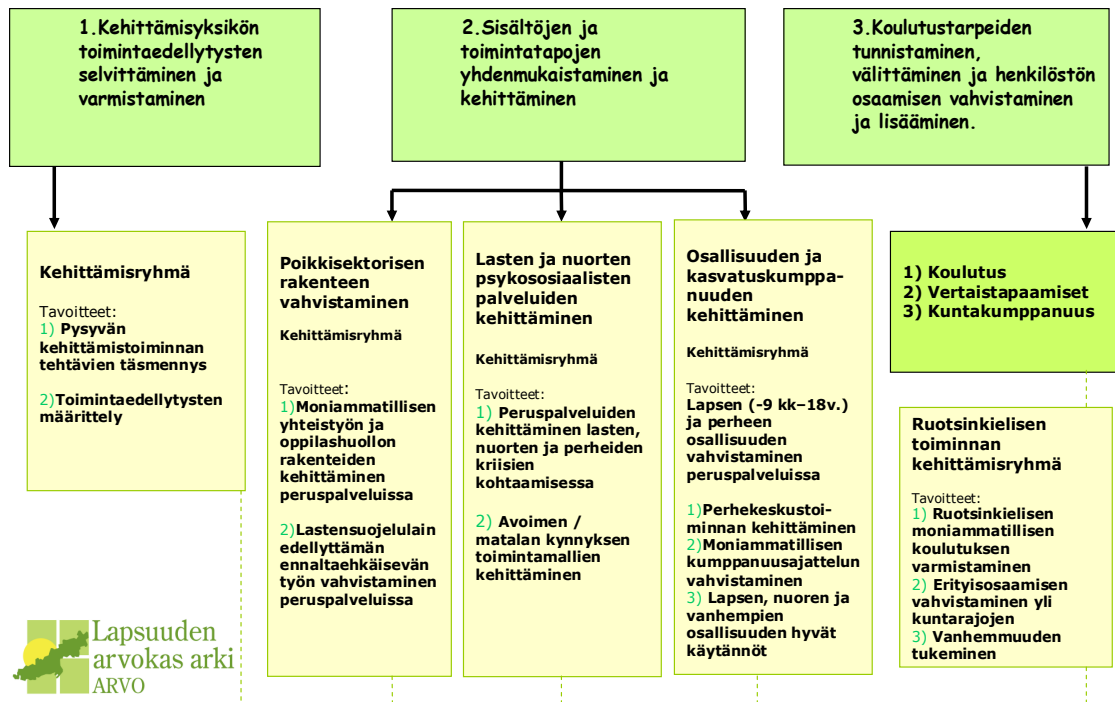 1.Kehittämisyksikön
toimintaedellytysten
selvittäminen ja
varmistaminen
2.Sisältöjen ja
toimintatapojen
yhdenmukaistaminen ja
kehittäminen
3.Koulutustarpeiden
tunnistaminen,
välittäminen ja henkilöstön
osaamisen vahvistaminen
ja lisääminen.
Kehittämisryhmä
Tavoitteet:
1) Pysyvän
kehittämistoiminnan
tehtävien täsmennys
2)Toimintaedellytysten
määrittely
Poikkisektorisen
rakenteen
vahvistaminen
Kehittämisryhmä
Tavoitteet:
1)Moniammatillisen
yhteistyön ja
oppilashuollon
rakenteiden
kehittäminen
peruspalveluissa
2)Lastensuojelulain
edellyttämän
ennaltaehkäisevän
työn vahvistaminen
peruspalveluissa
Lasten ja nuorten
psykososiaalisten
palveluiden
kehittäminen
Kehittämisryhmä
Tavoitteet:
1) Peruspalveluiden
kehittäminen lasten,
nuorten ja perheiden
kriisien
kohtaamisessa
2) Avoimen /
matalan kynnyksen
toimintamallien
kehittäminen
Osallisuuden ja
kasvatuskumppa-
nuuden
kehittäminen
Kehittämisryhmä
Tavoitteet:
Lapsen (-9 kk–18v.)
ja perheen
osallisuuden
vahvistaminen
peruspalveluissa
1)Perhekeskustoi-
minnan kehittäminen
2)Moniammatillisen
kumppanuusajattelun
vahvistaminen
3) Lapsen, nuoren ja
vanhempien
osallisuuden hyvät
käytännöt
1) Koulutus
2) Vertaistapaamiset
3) Kuntakumppanuus
Ruotsinkielisen
toiminnan
kehittämisryhmä
Tavoitteet:
1) Ruotsinkielisen
moniammatillisen
koulutuksen
varmistaminen
2) Erityisosaamisen
vahvistaminen yli
kuntarajojen
3) Vanhemmuuden
tukeminen
Lapsuuden
arvokas arki
ARVO